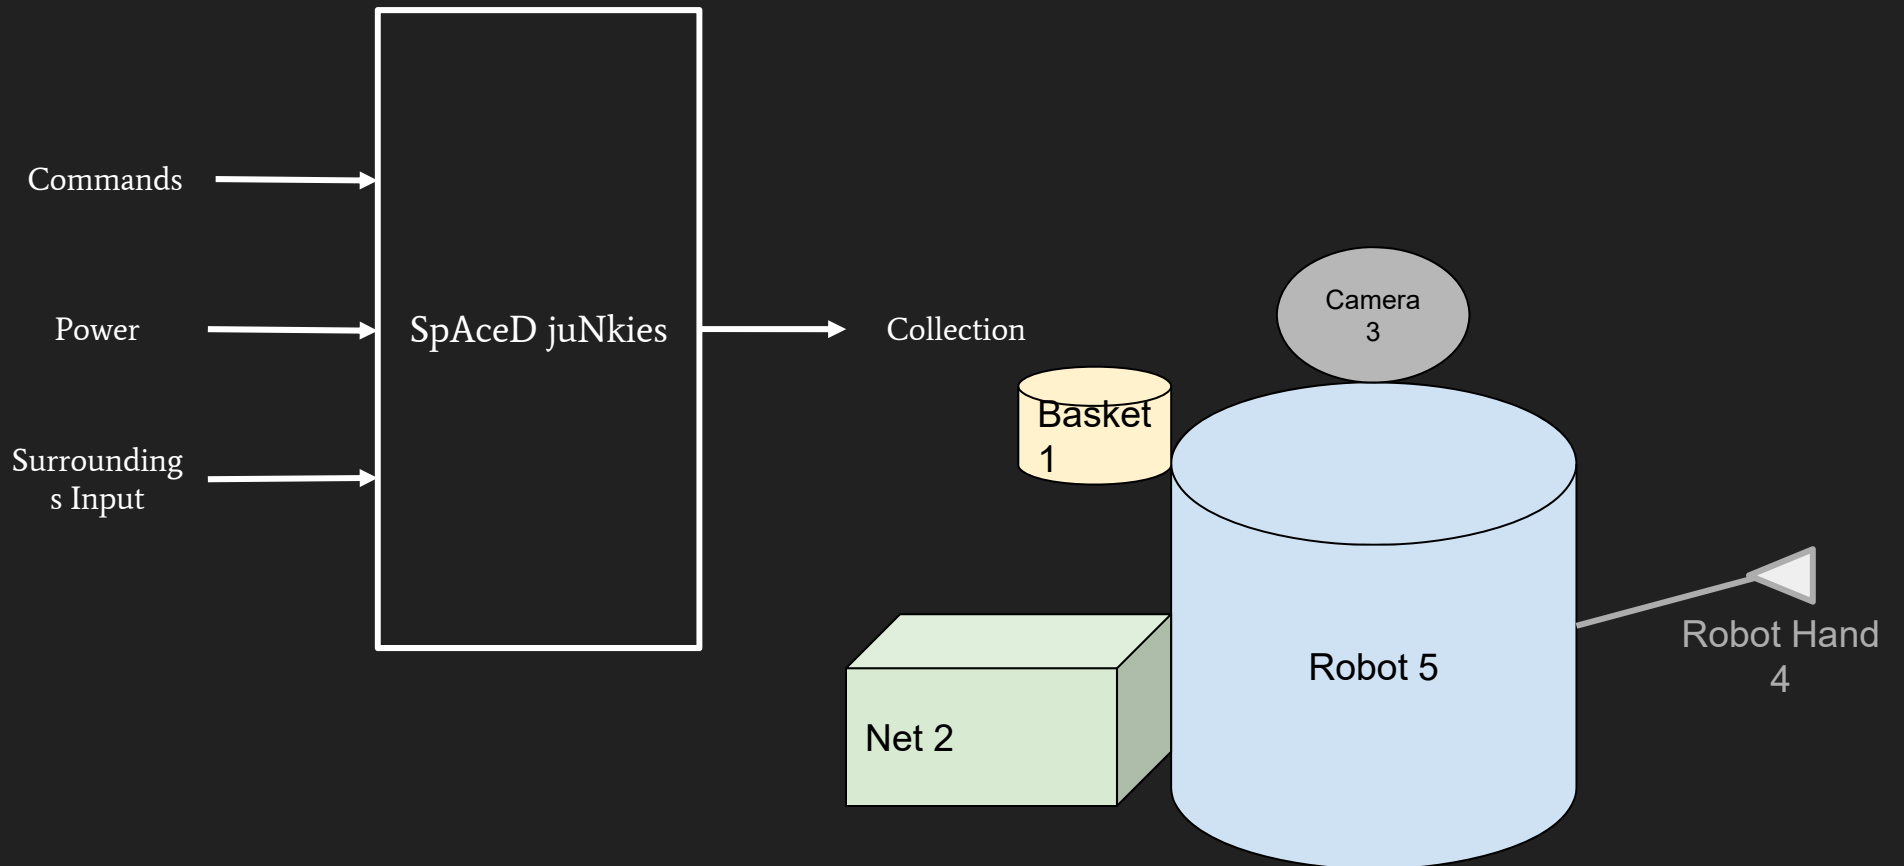 Commands
Power
Surrounding
s Input
SpAceD juNkies
Collection
Camera
3
Basket
1
Robot 5
Net 2
Robot Hand
4